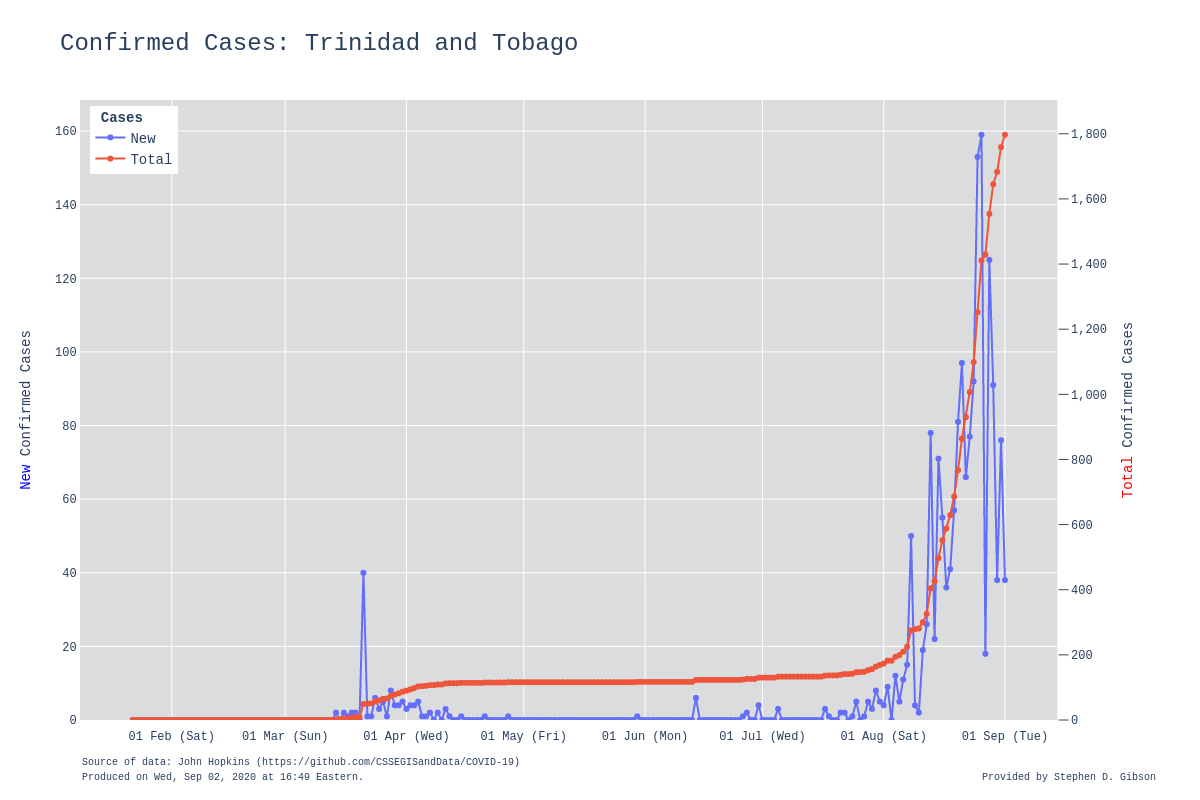 Confirmed Cases: Trinidad and Tobago
Cases
New
Total
160
140
120
100
80
60
40
20
0
1,800
1,600
1,400
1,200
1,000
800
600
400
200
0
New Confirmed Cases
Total Confirmed Cases
01 Feb (Sat) 01 Mar (Sun) 01 Apr (Wed) 01 May (Fri) 01 Jun (Mon) 01 Jul (Wed) 01 Aug (Sat) 01 Sep (Tue)
Source of data: John Hopkins (https://github.com/CSSEGISandData/COVID-19)
Produced on Wed, Sep 02, 2020 at 16:49 Eastern.
Provided by Stephen D. Gibson